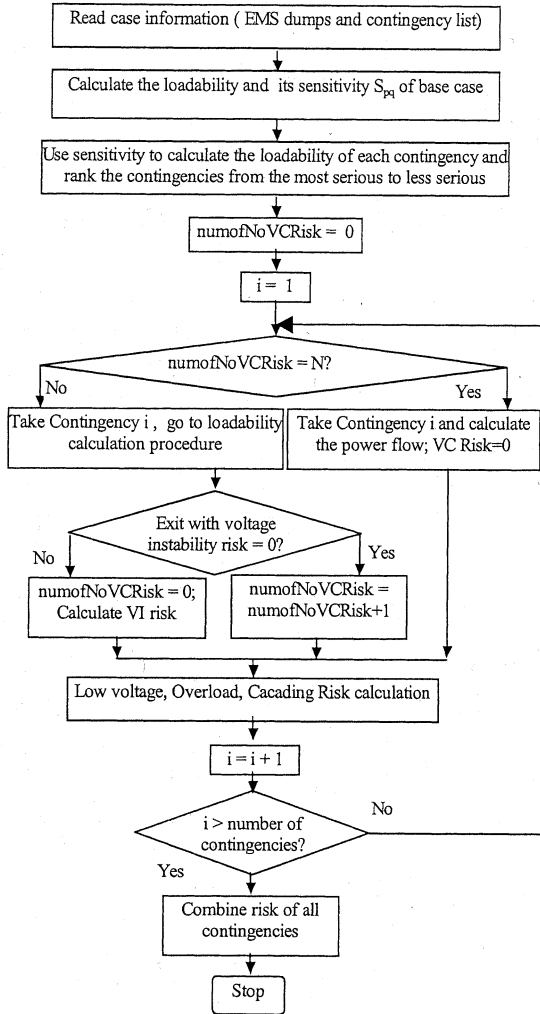 Read case information ( EMS dumps and contingency list)
Calculate the loadability and its sensitivity Spq of base case
Use sensitivity to calculate the loadability of each contingency and
rank the contingencies from the most serious to less serious
numofNoVCRisk = 0
i = 1
numofNoVCRisk = N?
No
Yes
Take Contingency i , go to loadability
calculation procedure
Take Contingency i and calculate
the power flow; VC Risk=0
Exit with voltage
instability risk = 0?
No
Yes
numofNoVCRisk = 0;
Calculate VI risk
numofNoVCRisk =
numofNoVCRisk+1
Low voltage, Overload, Cacading Risk calculation
i = i + 1
No
i > number of
contingencies?
Yes
Combine risk of all
contingencies
Stop